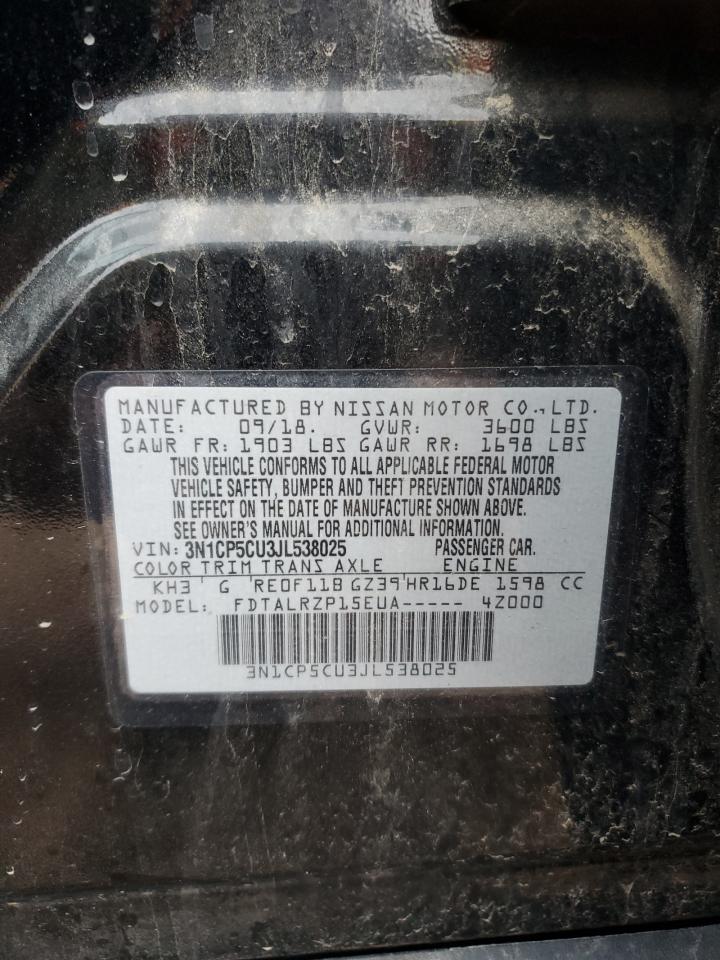 MANUFACTURED BY NISSAN MOTOR CO., LTD.
DATE: 09/18. GVWR: 3600 LBS
GAWR FR: 1903 LBS GAWR RR: 1698 LBS
THIS VEHICLE CONFORMS TO ALL APPLICABLE FEDERAL MOTOR
VEHICLE SAFETY, BUMPER AND THEFT PREVENTION STANDARDS
IN EFFECT ON THE DATE OF MANUFACTURE SHOWN ABOVE.
SEE OWNER'S MANUAL FOR ADDITIONAL INFORMATION.
VIN: 3N1CP5CU3JL538025 PASSENGER CAR.
COLOR TRIM TRANS AXLE ENGINE
KH3 G RE0F11B GZ39 HR16DE 1598 CC
MODEL: FDTALRZP15EUA----- 4Z000
3N1CP5CU3JL538025